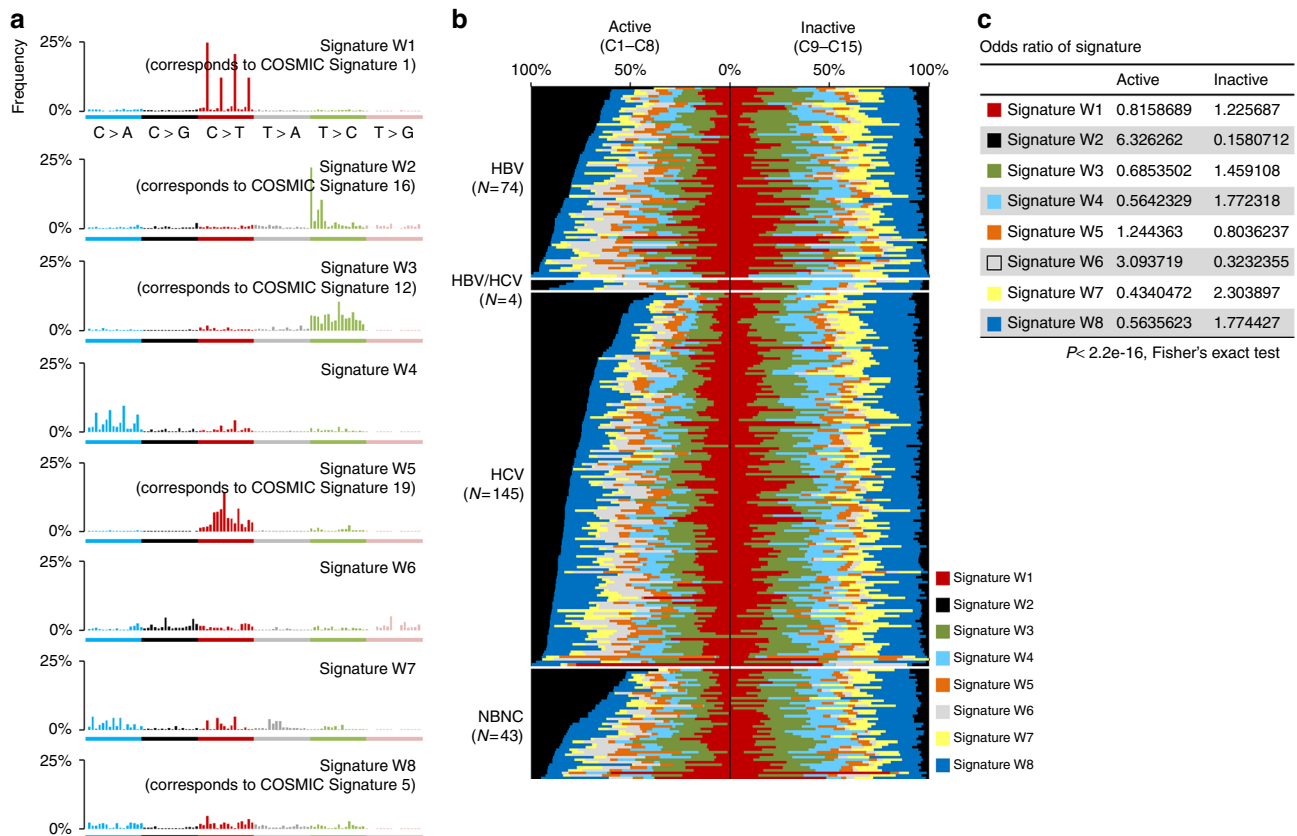 a
Frequency
25%
0%
Signature W1
(corresponds to COSMIC Signature 1)
C > A C > G C > T T > A T > C T > G
25%
0%
Signature W2
(corresponds to COSMIC Signature 16)
25%
0%
Signature W3
(corresponds to COSMIC Signature 12)
Signature W4
0%
25%
0%
Signature W5
(corresponds to COSMIC Signature 19)
Signature W6
0%
25%
0%
Signature W7
25%
0%
Signature W8
(corresponds to COSMIC Signature 5)
b
Active
(C1–C8)
Inactive
(C9–C15)
100% 50% 0% 50% 100%
HBV
(N=74)
HBV/HCV
(N=4)
HCV
(N=145)
NBNC
(N=43)
Signature W1
Signature W2
Signature W3
Signature W4
Signature W5
Signature W6
Signature W7
Signature W8
c
Odds ratio of signature
Active Inactive
Signature W1 0.8158689 1.225687
Signature W2 6.326262 0.1580712
Signature W3 0.6853502 1.459108
Signature W4 0.5642329 1.772318
Signature W5 1.244363 0.8036237
Signature W6 3.093719 0.3232355
Signature W7 0.4340472 2.303897
Signature W8 0.5635623 1.774427
P< 2.2e-16, Fisher's exact test